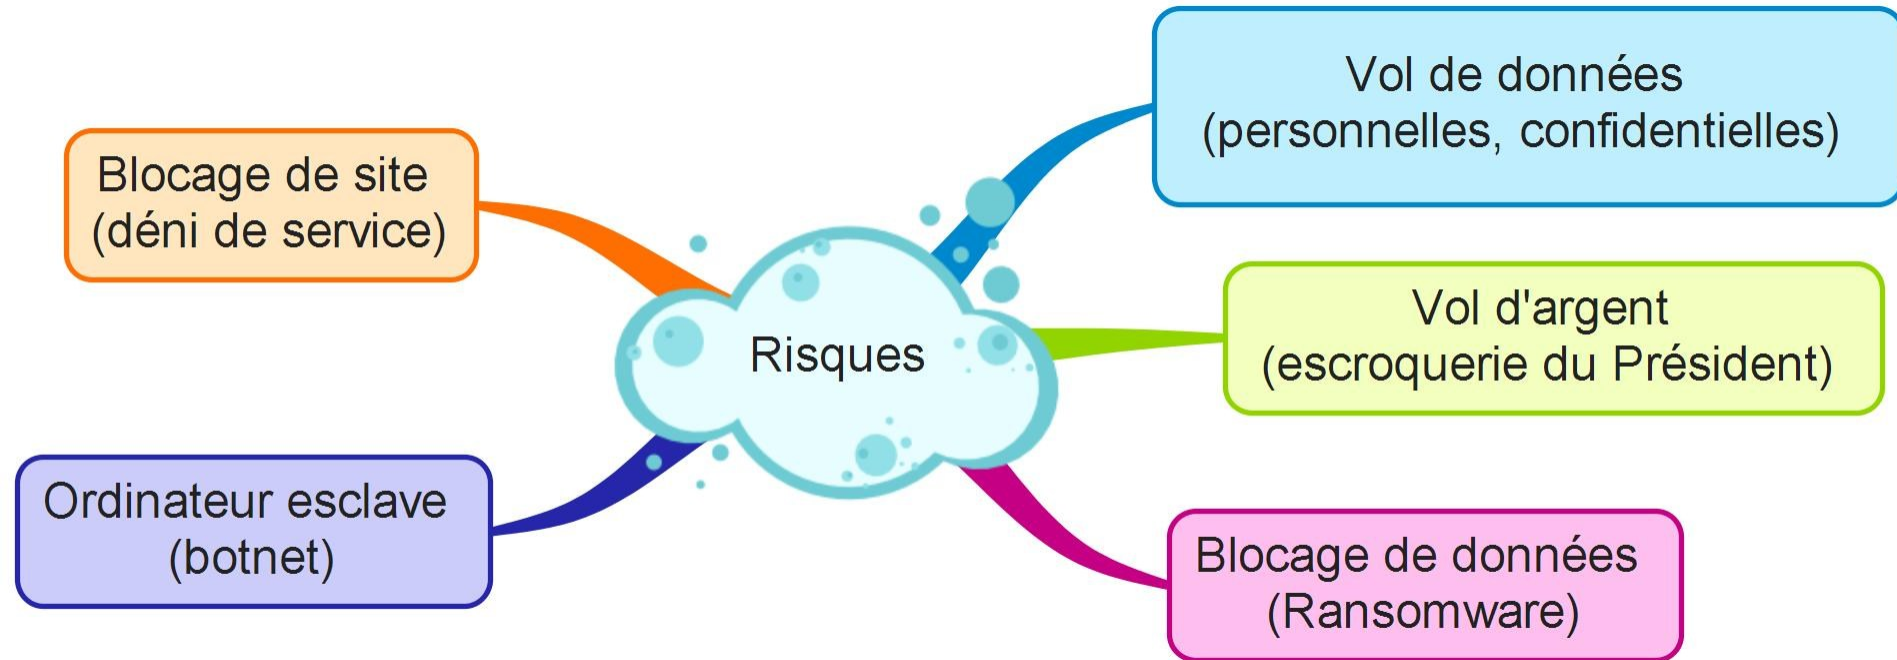 Vol de données
(personnelles, confidentielles)
Blocage de site
(déni de service)
Vol d'argent
(escroquerie du Président)
Risques
Ordinateur esclave
(botnet)
Blocage de données
(Ransomware)